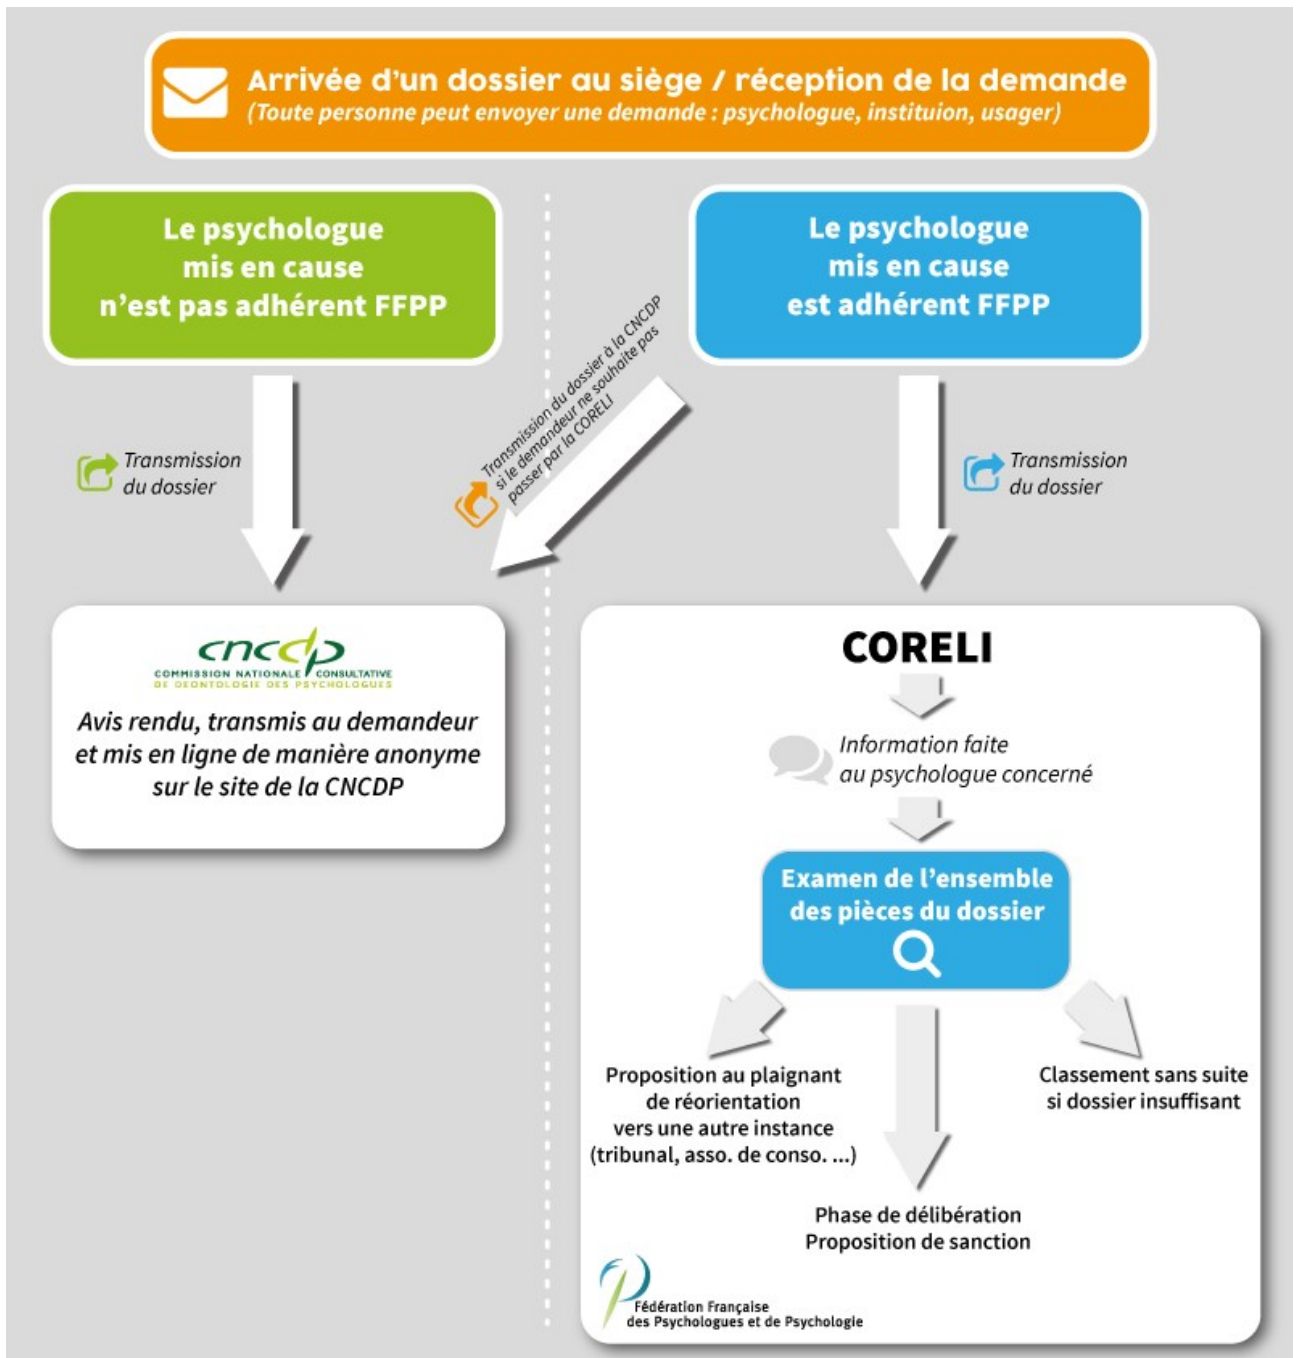 Arrivée d'un dossier au siège / réception de la demande
(Toute personne peut envoyer une demande : psychologue, instituion, usager)
Le psychologue
mis en cause
n'est pas adhérent FFPP
Le psychologue
mis en cause
est adhérent FFPP
Transmission
du dossier
Transmission du dossier à la CNCDP
si le demandeur ne souhaite pas
passer par la CORELI
Transmission
du dossier
cncdp
COMMISSION NATIONALE CONSULTATIVE
DE DEONTOLOGIE DES PSYCHOLOGUES
Avis rendu, transmis au demandeur
et mis en ligne de manière anonyme
sur le site de la CNCDP
CORELI
Information faite
au psychologue concerné
Examen de l'ensemble
des pièces du dossier
Proposition au plaignant
de réorientation
vers une autre instance
(tribunal, asso. de conso. ...)
Classement sans suite
si dossier insuffisant
Phase de délibération
Proposition de sanction
Fédération Française
des Psychologues et de Psychologie